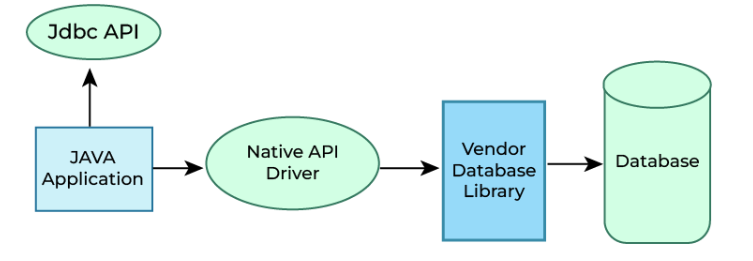 Jdbc API
JAVA
Application
Native API
Driver
Vendor
Database
Library
Database